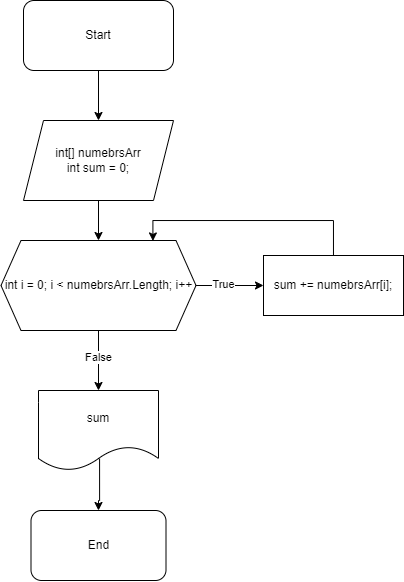 Start
int[] numebrsArr
int sum = 0;
int i = 0; i < numebrsArr.Length; i++
True
sum += numebrsArr[i];
False
sum
End